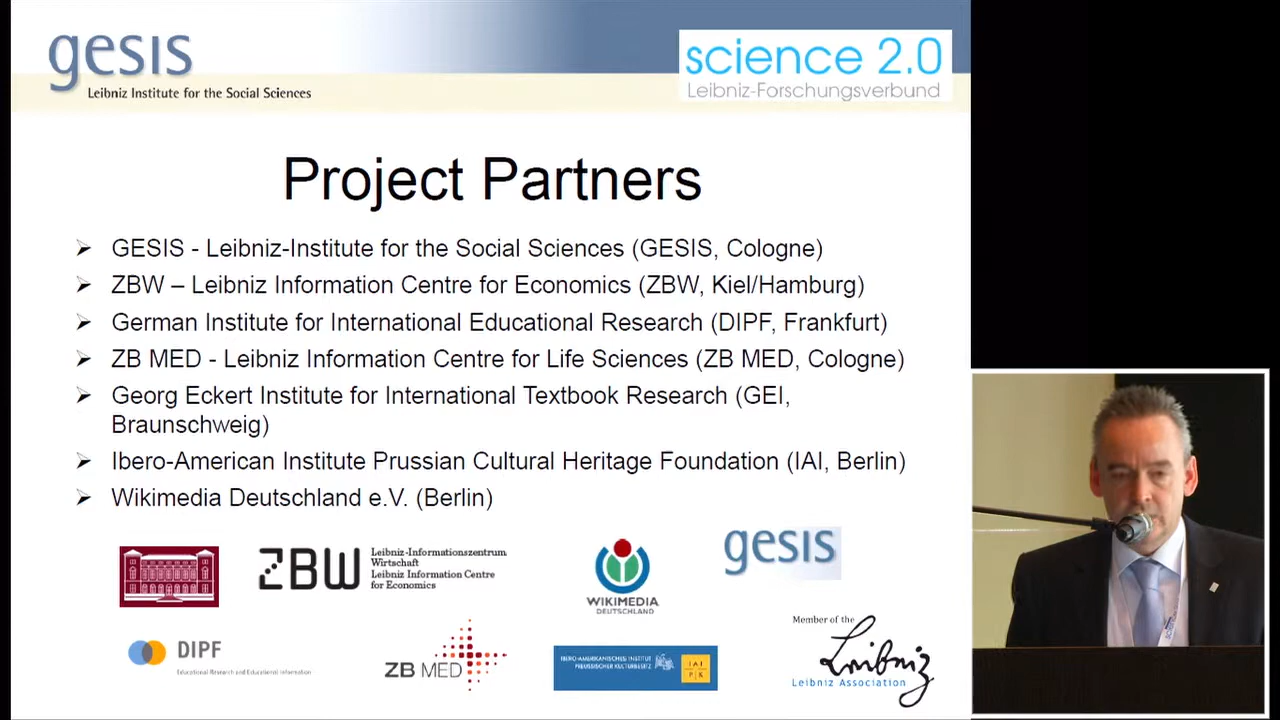 gesis
Leibniz Institute for the Social Sciences
science 2.0
Leibniz-Forschungsverbund
Project Partners
GESIS - Leibniz-Institute for the Social Sciences (GESIS, Cologne)
ZBW – Leibniz Information Centre for Economics (ZBW, Kiel/Hamburg)
German Institute for International Educational Research (DIPF, Frankfurt)
ZB MED - Leibniz Information Centre for Life Sciences (ZB MED, Cologne)
Georg Eckert Institute for International Textbook Research (GEI,
Braunschweig)
Ibero-American Institute Prussian Cultural Heritage Foundation (IAI, Berlin)
Wikimedia Deutschland e.V. (Berlin)
ZBW
Leibniz-Informationszentrum
Wirtschaft
Leibniz Information Centre
for Economics
WIKIMEDIA
DEUTSCHLAND
gesis
DIPF
Educational Research and Educational Information
ZB MED
IBERO-AMERIKANISCHES INSTITUT
PREUSSISCHER KULTURBESITZ
IAI
PK
Member of the
Leibniz
Leibniz Association